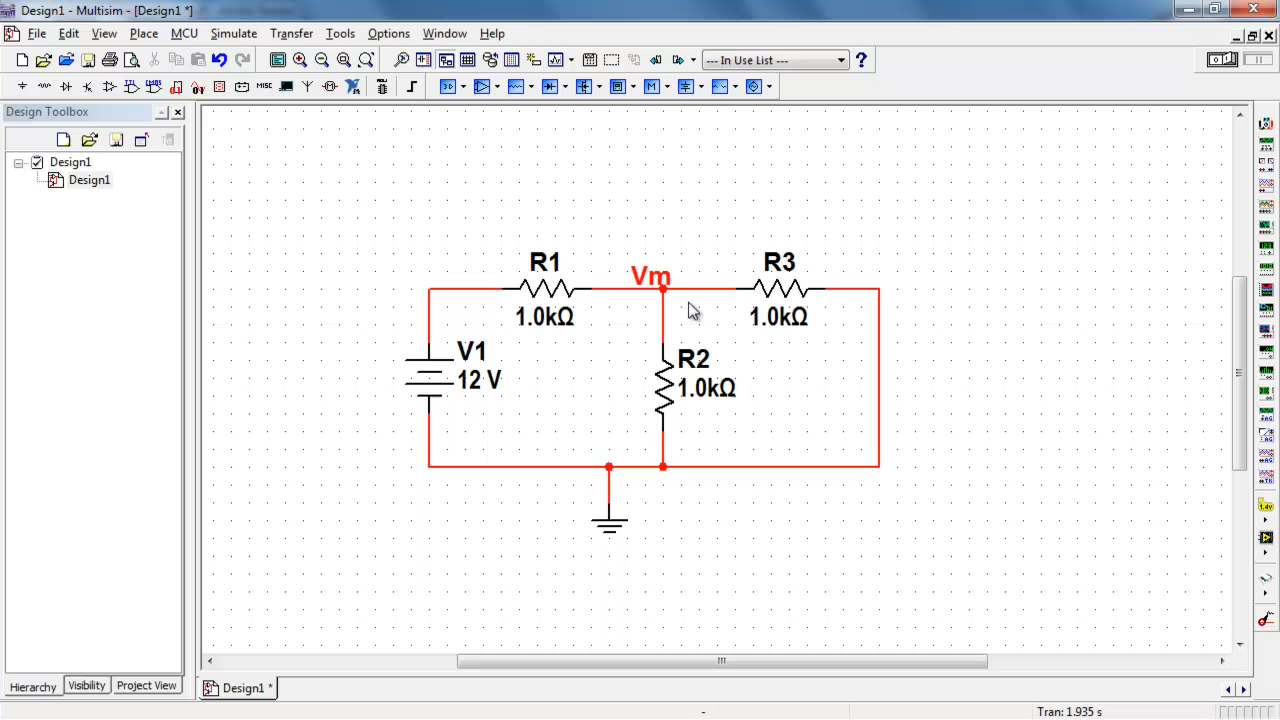 Design1 - Multisim - [Design1 *]
File Edit View Place MCU Simulate Transfer Tools Options Window Help
--- In Use List --- ?
MISC
Design Toolbox
Design1
Design1
R1
Vm
R3
1.0kΩ
1.0kΩ
V1
12 V
R2
1.0kΩ
Hierarchy Visibility Project View
Design1 *
- Tran: 1.935 s